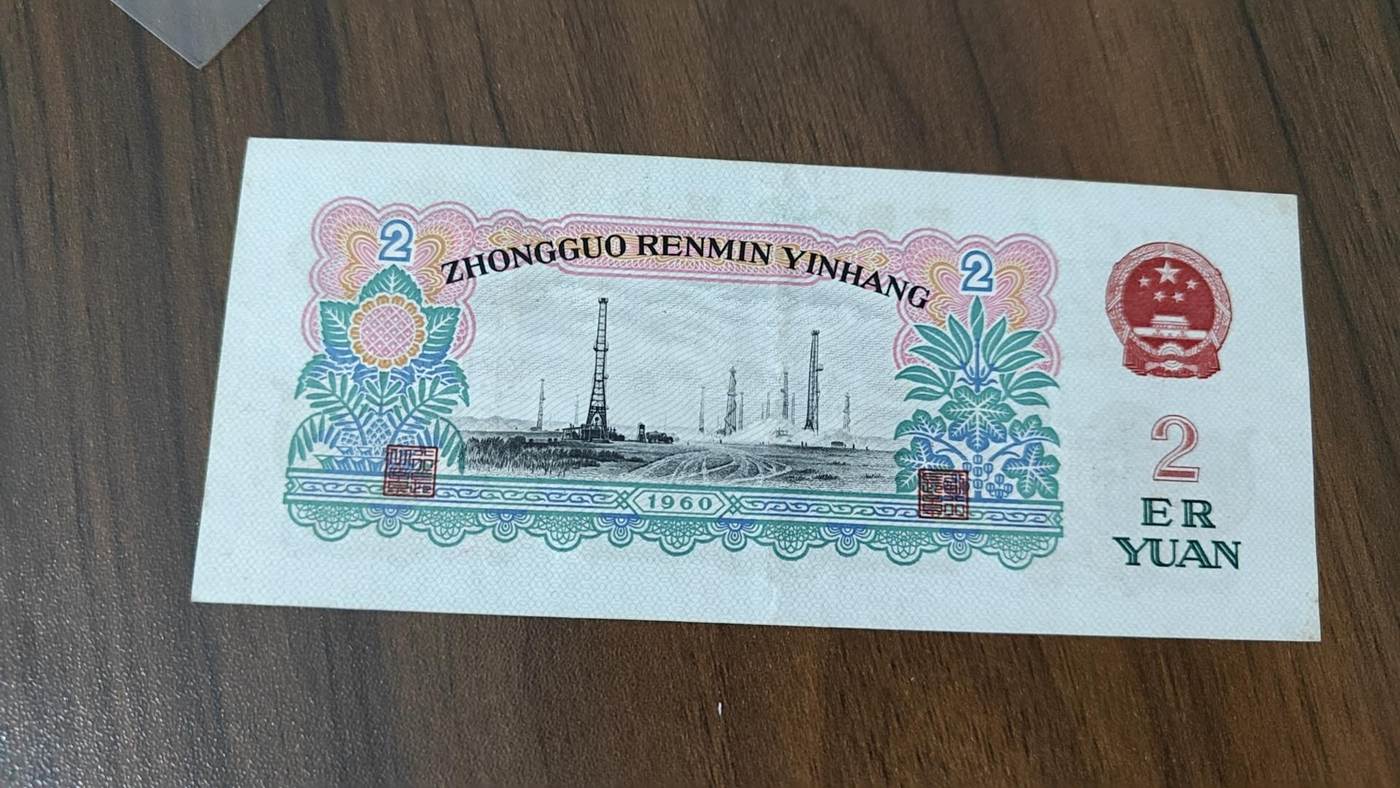 2
2
ZHONGGUO RENMIN YINHANG
1960
2
ER
YUAN